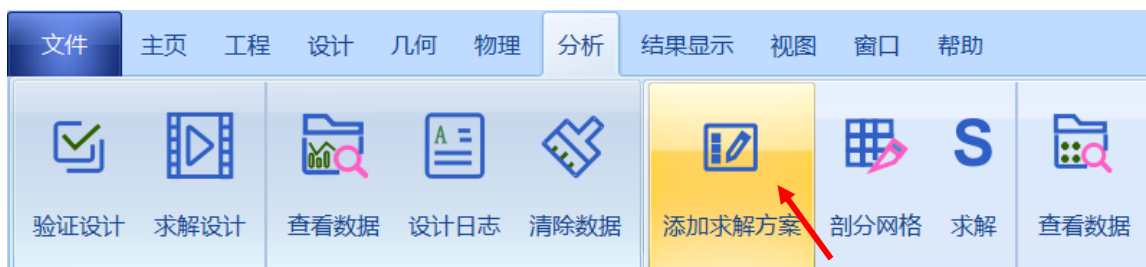 文件 主页 工程 设计 几何 物理 分析 结果显示 视图 窗口 帮助
A S
验证设计 求解设计 查看数据 设计日志 清除数据 添加求解方案 剖分网格 求解 查看数据